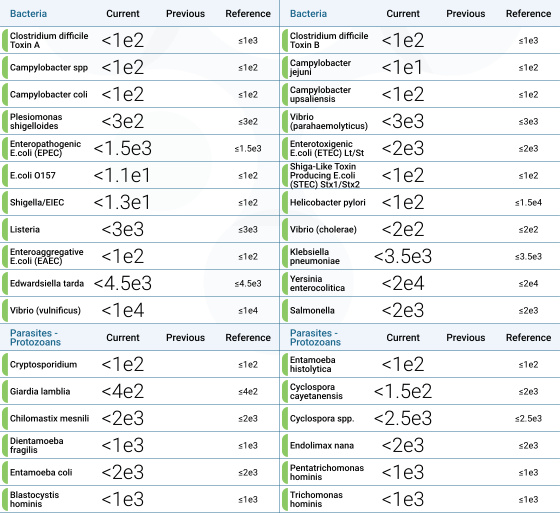 Bacteria Current Previous Reference
Clostridium difficile
Toxin A <1e2 ≤1e3
Campylobacter spp <1e2 ≤1e2
Campylobacter coli <1e2 ≤1e2
Plesiomonas
shigelloides <3e2 ≤3e2
Enteropathogenic
E.coli (EPEC) <1.5e3 ≤1.5e3
E.coli O157 <1.1e1 ≤1e2
Shigella/EIEC <1.3e1 ≤1e2
Listeria <3e3 ≤3e3
Enteroaggregative
E.coli (EAEC) <1e2 ≤1e2
Edwardsiella tarda <4.5e3 ≤4.5e3
Vibrio (vulnificus) <1e4 ≤1e4
Parasites -
Protozoans Current Previous Reference
Cryptosporidium <1e2 ≤1e2
Giardia lamblia <4e2 ≤4e2
Chilomastix mesnili <2e3 ≤2e3
Dientamoeba
fragilis <1e3 ≤1e3
Entamoeba coli <2e3 ≤2e3
Blastocystis
hominis <1e3 ≤1e3
Bacteria Current Previous Reference
Clostridium difficile
Toxin B <1e2 ≤1e3
Campylobacter
jejuni <1e1 ≤1e2
Campylobacter
upsaliensis <1e2 ≤1e2
Vibrio
(parahaemolyticus) <3e3 ≤3e3
Enterotoxigenic
E.coli (ETEC) Lt/St <2e3 ≤2e3
Shiga-Like Toxin
Producing E.coli
(STEC) Stx1/Stx2 <1e2 ≤1e2
Helicobacter pylori <1e2 ≤1.5e4
Vibrio (cholerae) <2e2 ≤2e2
Klebsiella
pneumoniae <3.5e3 ≤3.5e3
Yersinia
enterocolitica <2e4 ≤2e4
Salmonella <2e3 ≤2e3
Parasites -
Protozoans Current Previous Reference
Entamoeba
histolytica <1e2 ≤1e2
Cyclospora
cayetanensis <1.5e2 ≤2e3
Cyclospora spp. <2.5e3 ≤2.5e3
Endolimax nana <2e3 ≤2e3
Pentatrichomonas
hominis <1e3 ≤1e3
Trichomonas
hominis <1e3 ≤1e3